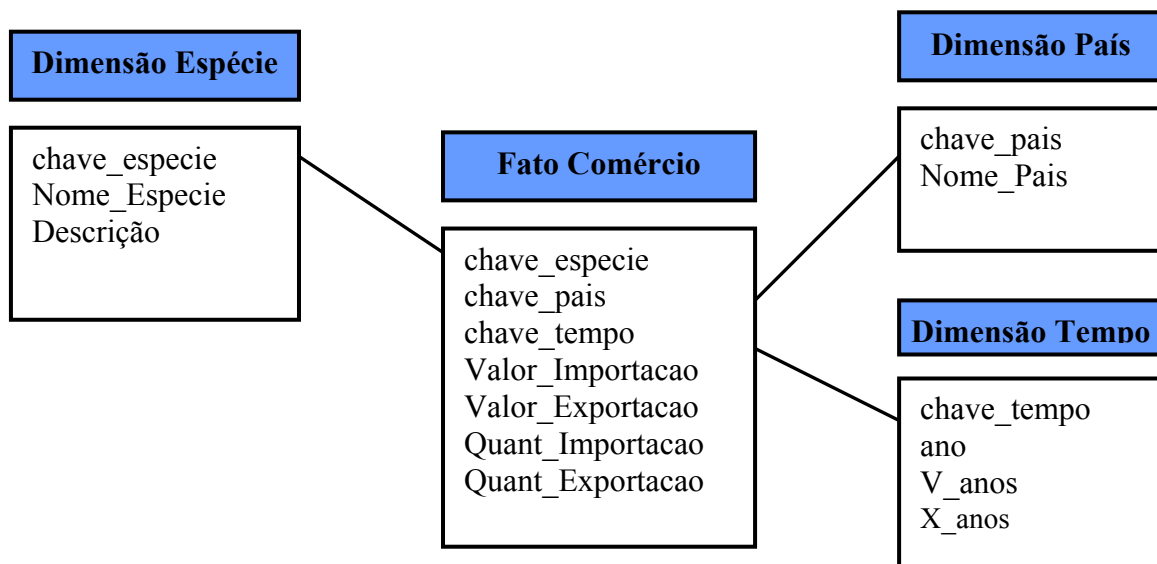 Dimensão Espécie
chave_especie
Nome_Especie
Descrição
Fato Comércio
chave_especie
chave_pais
chave_tempo
Valor_Importacao
Valor_Exportacao
Quant_Importacao
Quant_Exportacao
Dimensão País
chave_pais
Nome_Pais
Dimensão Tempo
chave_tempo
ano
V_anos
X_anos